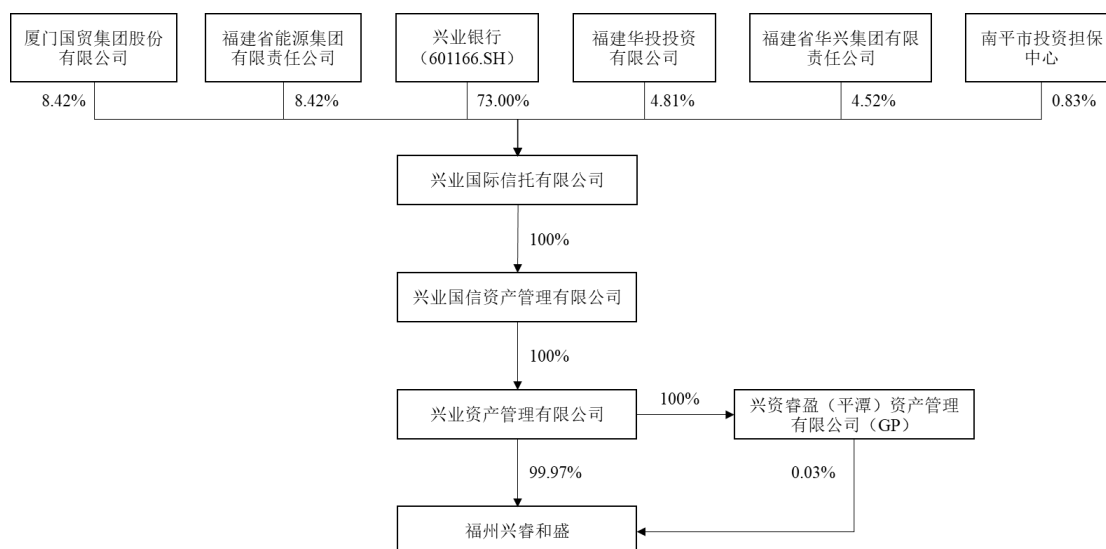 厦门国贸集团股份
有限公司
福建省能源集团
有限责任公司
兴业银行
（601166.SH）
福建华投投资
有限公司
福建省华兴集团有限
责任公司
南平市投资担保
中心
8.42%
8.42%
73.00%
4.81%
4.52%
0.83%
兴业国际信托有限公司
100%
兴业国信资产管理有限公司
100%
兴业资产管理有限公司
100%
兴资睿盈（平潭）资产管理
有限公司（GP）
99.97%
0.03%
福州兴睿和盛